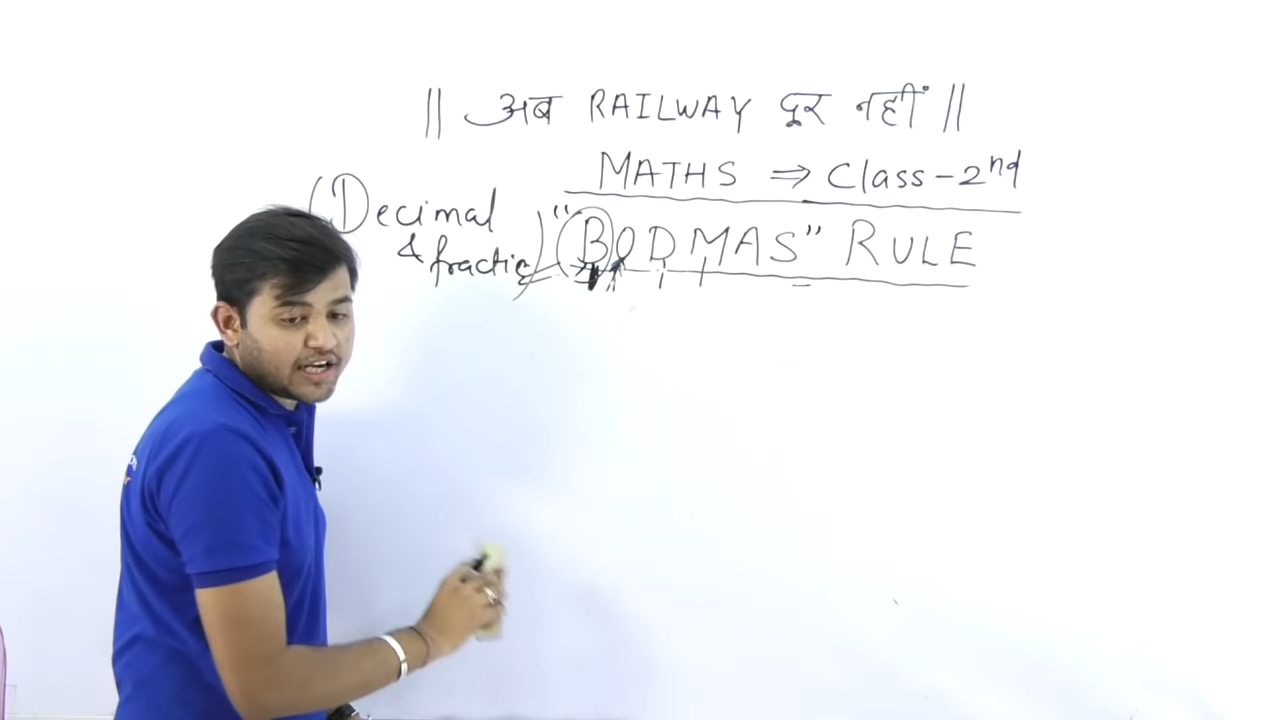 || अब RAILWAY दूर नहीं ||
MATHS ⇒ Class-2nd
(Decimal & fractio) "BODMAS" RULE